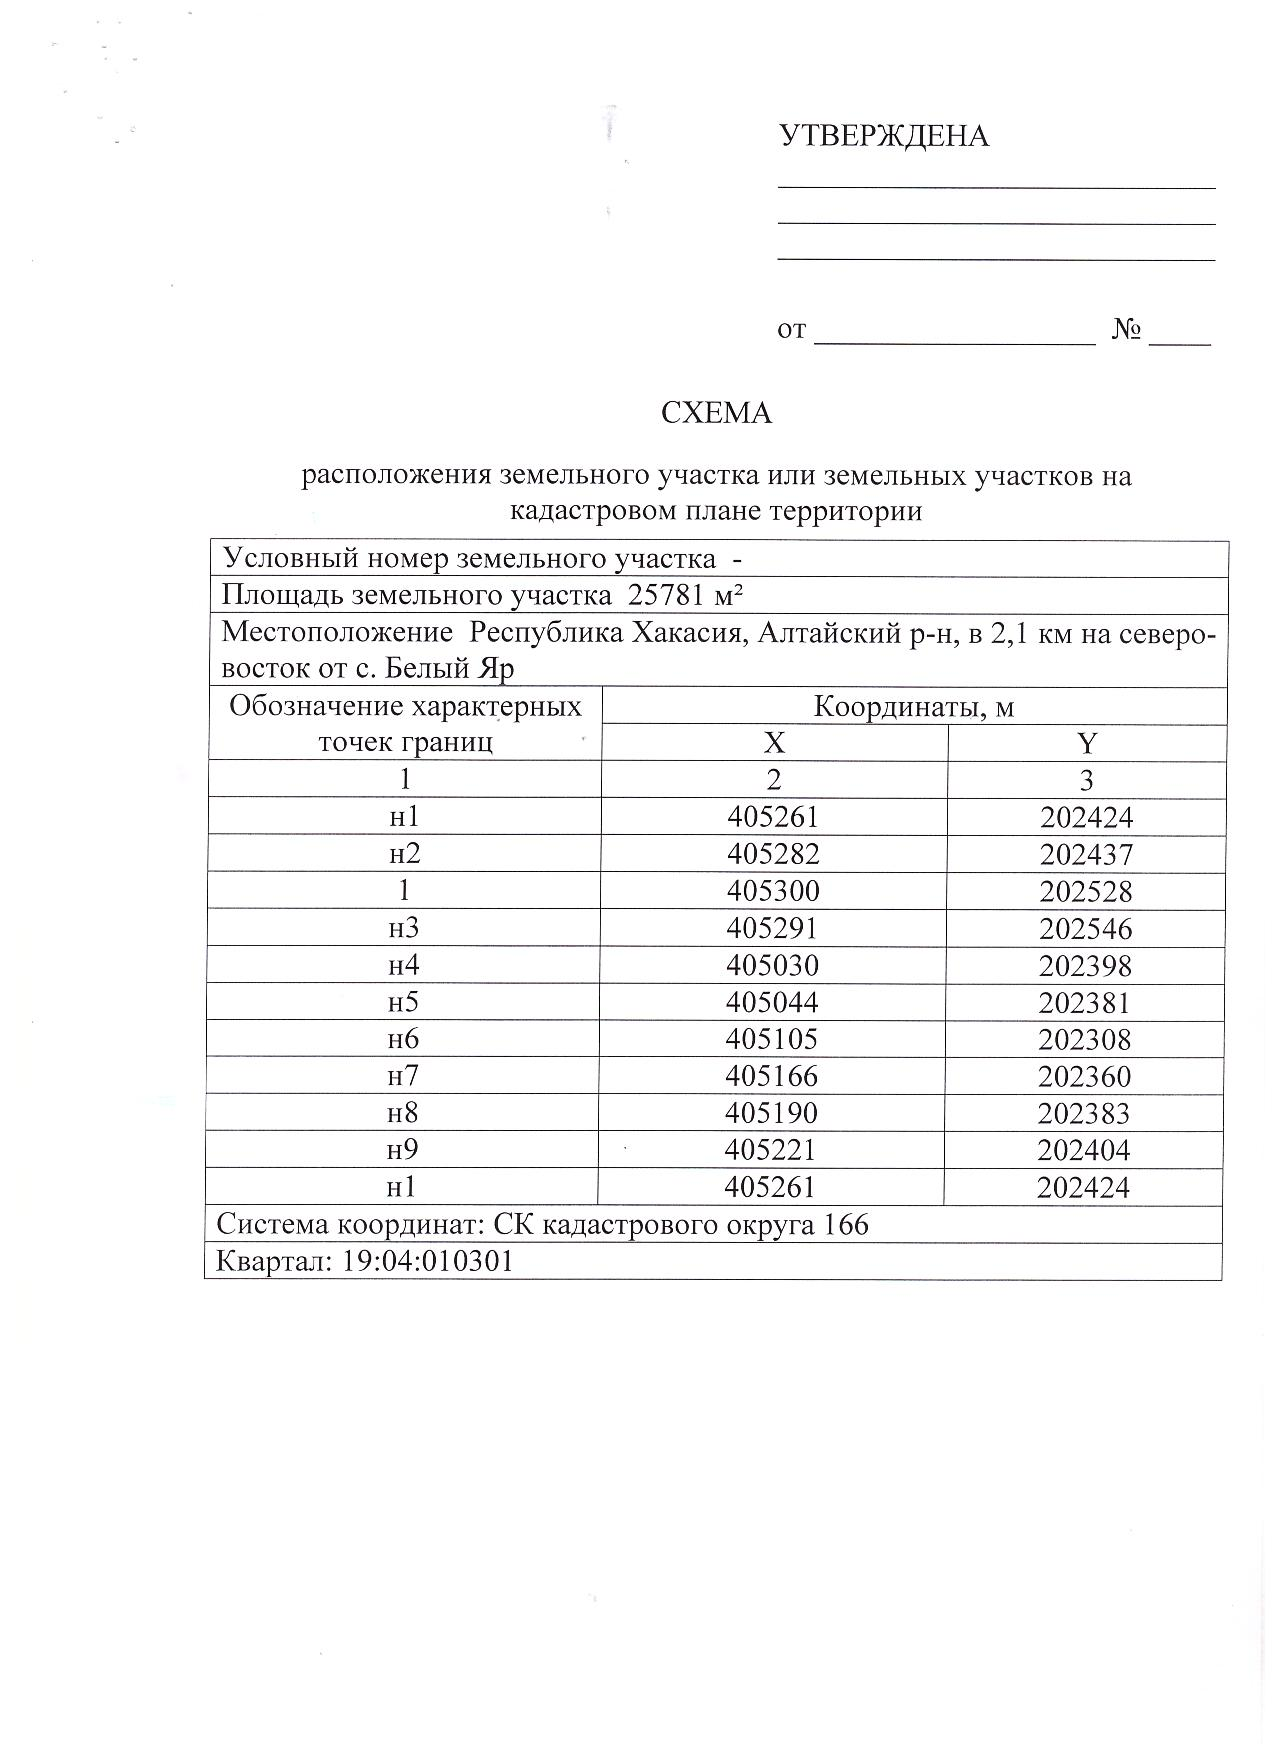 УТВЕРЖДЕНА
от № 
СХЕМА
расположения земельного участка или земельных участков на
кадастровом плане территории
Условный номер земельного участка -
Площадь земельного участка 25781 м²
Местоположение Республика Хакасия, Алтайский р-н, в 2,1 км на северо-
восток от с. Белый Яр
Обозначение характерных точек границ Координаты, м
X Y
1 2 3
н1 405261 202424
н2 405282 202437
1 405300 202528
н3 405291 202546
н4 405030 202398
н5 405044 202381
н6 405105 202308
н7 405166 202360
н8 405190 202383
н9 405221 202404
н1 405261 202424
Система координат: СК кадастрового округа 166
Квартал: 19:04:010301